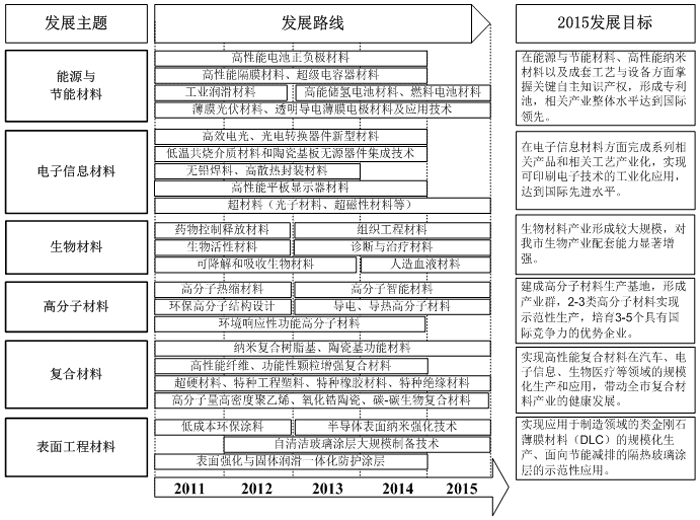 发展主题
发展路线
2015发展目标
能源与
节能材料
高性能电池正负极材料
高性能隔膜材料、超级电容器材料
工业润滑材料
高能储氢电池材料、燃料电池材料
薄膜光伏材料、透明导电薄膜电极材料及应用技术
在能源与节能材料、高性能纳米
材料以及成套工艺与设备方面掌
握关键自主知识产权，形成专利
池，相关产业整体水平达到国际
领先。
电子信息材料
高效电光、光电转换器件新型材料
低温共烧介质材料和陶瓷基板无源器件集成技术
无铅焊料、高散热封装材料
高性能平板显示器材料
超材料（光子材料、超磁性材料等）
在电子信息材料方面完成系列
相关产品和相关工艺产业化，实现
可印刷电子技术的工业化应用，
达到国际先进水平。
生物材料
药物控制释放材料
组织工程材料
生物活性材料
诊断与治疗材料
可降解和吸收生物材料
人造血液材料
生物材料产业形成较大规模，对
我市生物产业配套能力显著
增强。
高分子材料
高分子热缩材料
高分子智能材料
环保高分子结构设计
导电、导热高分子材料
环境响应性功能高分子材料
建成高分子材料生产基地，形成
产业群，2-3类高分子材料实现
示范性生产，培育3-5个具有国
际竞争力的优势企业。
复合材料
纳米复合树脂基、陶瓷基功能材料
高性能纤维、功能性颗粒增强复合材料
超硬材料、特种工程塑料、特种橡胶材料、特种绝缘材料
高分子量高密度聚乙烯、氧化锆陶瓷、碳-碳生物复合材料
实现高性能复合材料在汽车、电
子信息、生物医疗等领域的规模
化生产和应用，带动全市复合材
料产业的健康发展。
表面工程材料
低成本环保涂料
半导体表面纳米强化技术
自清洁玻璃涂层大规模制备技术
表面强化与固体润滑一体化防护涂层
实现应用于制造领域的类金刚石
薄膜材料（DLC）的规模化生
产、面向节能减排的隔热玻璃涂
层的示范性应用。
2011
2012
2013
2014
2015